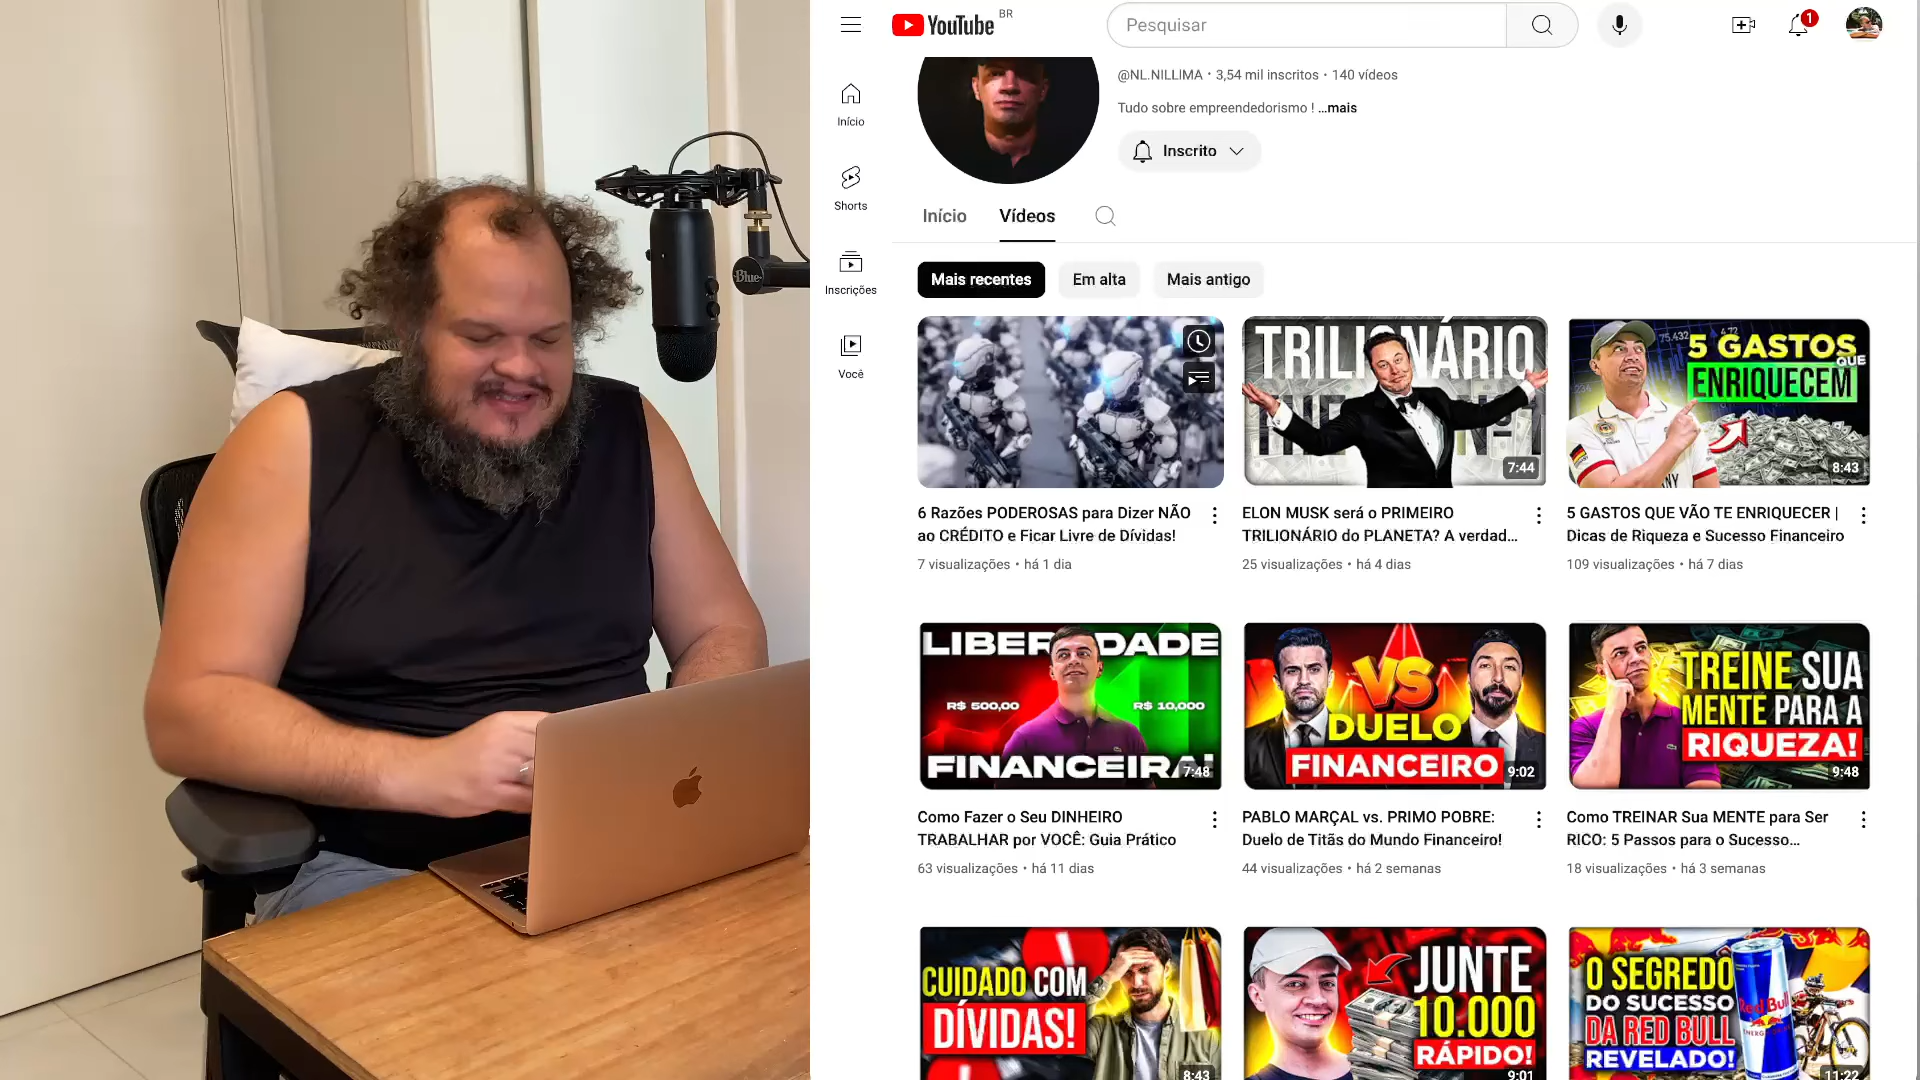 YouTube BR
Pesquisar
1
@NL.NILLIMA • 3,54 mil inscritos • 140 vídeos
Tudo sobre empreendedorismo ! ...mais
Inscrito
Início
Shorts
Inscrições
Você
Início Vídeos
Mais recentes Em alta Mais antigo
TRILIONÁRIO
Nº1
7:44
75.432 4.72
5 GASTOS
QUE
ENRIQUECEM
8:43
6 Razões PODEROSAS para Dizer NÃO
ao CRÉDITO e Ficar Livre de Dívidas!
7 visualizações • há 1 dia
ELON MUSK será o PRIMEIRO
TRILIONÁRIO do PLANETA? A verdad...
25 visualizações • há 4 dias
5 GASTOS QUE VÃO TE ENRIQUECER |
Dicas de Riqueza e Sucesso Financeiro
109 visualizações • há 7 dias
LIBERDADE
R$ 500,00 R$ 10,000
FINANCEIRA!
7:48
VS
DUELO
FINANCEIRO
9:02
TREINE SUA
MENTE PARA A
RIQUEZA!
9:48
Como Fazer o Seu DINHEIRO
TRABALHAR por VOCÊ: Guia Prático
63 visualizações • há 11 dias
PABLO MARÇAL vs. PRIMO POBRE:
Duelo de Titãs do Mundo Financeiro!
44 visualizações • há 2 semanas
Como TREINAR Sua MENTE para Ser
RICO: 5 Passos para o Sucesso...
18 visualizações • há 3 semanas
CUIDADO COM
DÍVIDAS!
8:43
JUNTE
10.000
RÁPIDO!
9:01
O SEGREDO
DO SUCESSO
DA RED BULL
REVELADO!
Red Bull
11:22
Blue